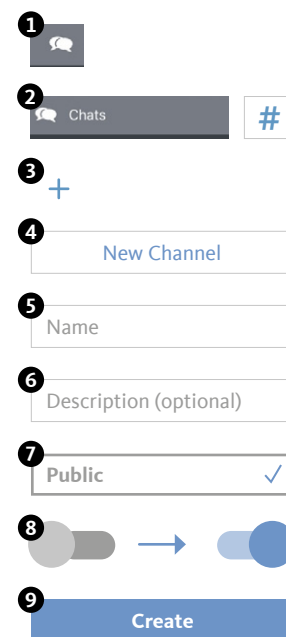 1
2
Chats #
3
+
4
New Channel
5
Name
6
Description (optional)
7
Public ✓
8
9
Create